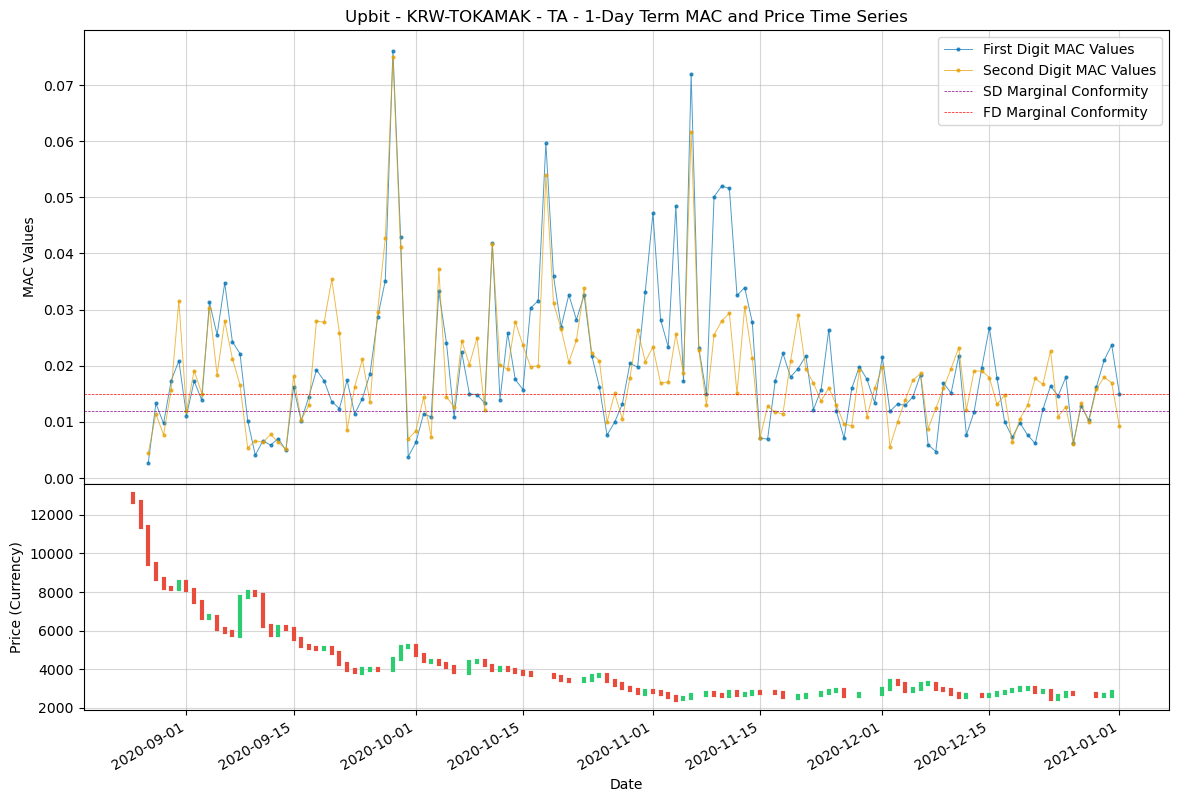 Upbit - KRW-TOKAMAK - TA - 1-Day Term MAC and Price Time Series
First Digit MAC Values
Second Digit MAC Values
SD Marginal Conformity
FD Marginal Conformity
MAC Values
0.07
0.06
0.05
0.04
0.03
0.02
0.01
0.00
Price (Currency)
12000
10000
8000
6000
4000
2000
2020-09-01
2020-09-15
2020-10-01
2020-10-15
2020-11-01
2020-11-15
2020-12-01
2020-12-15
2021-01-01
Date